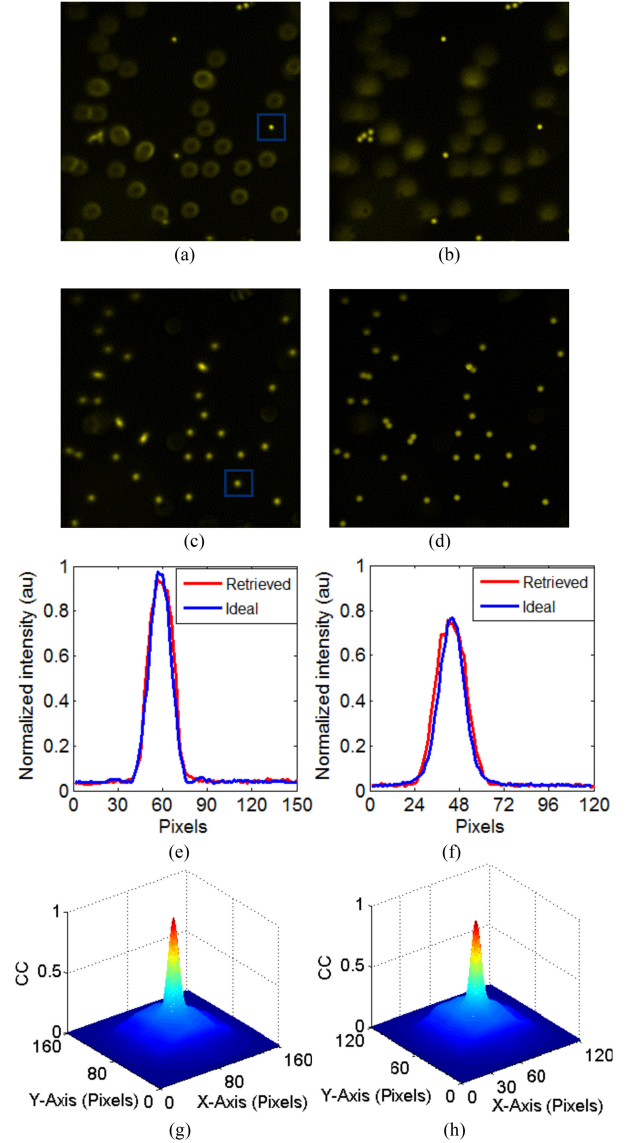 (a)
(b)
(c)
(d)
Normalized intensity (au)
1
0.8
0.6
0.4
0.2
0
0 30 60 90 120 150
Pixels
Retrieved
Ideal
(e)
Normalized intensity (au)
1
0.8
0.6
0.4
0.2
0
0 24 48 72 96 120
Pixels
Retrieved
Ideal
(f)
CC
1
0.5
0
160
80
0
Y-Axis (Pixels)
0
80
160
X-Axis (Pixels)
(g)
CC
1
0.5
0
120
60
0
Y-Axis (Pixels)
0
30
60
120
X-Axis (Pixels)
(h)